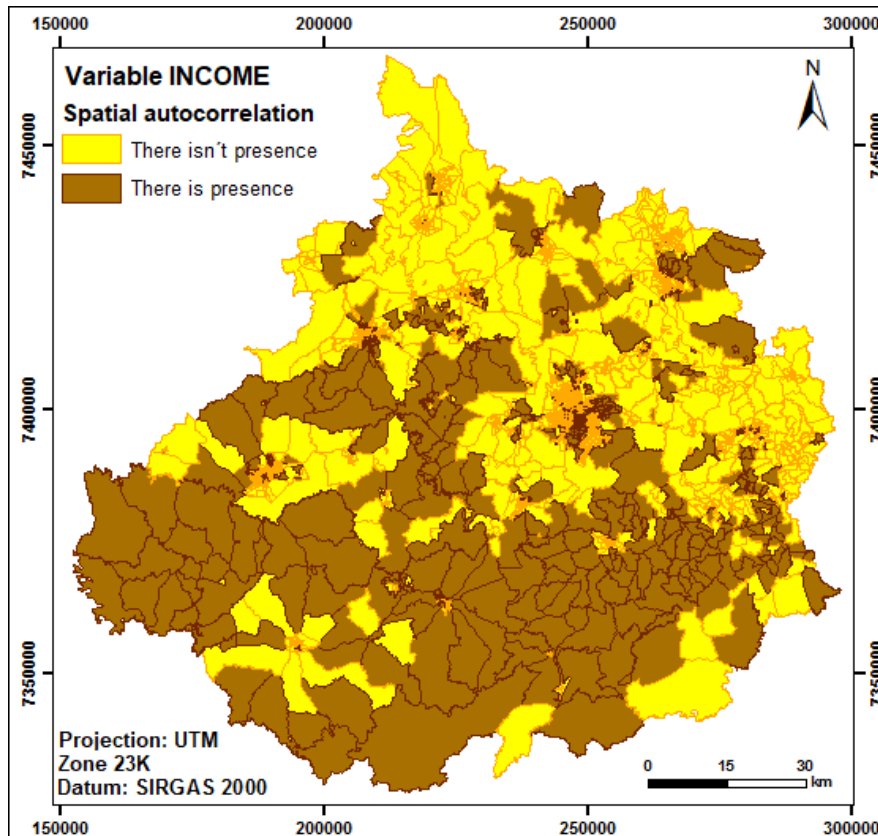 150000 200000 250000 300000
Variable INCOME
Spatial autocorrelation
There isn´t presence
There is presence
N
7450000 7450000
7400000 7400000
7350000 7350000
Projection: UTM
Zone 23K
Datum: SIRGAS 2000
0 15 30
km
150000 200000 250000 300000